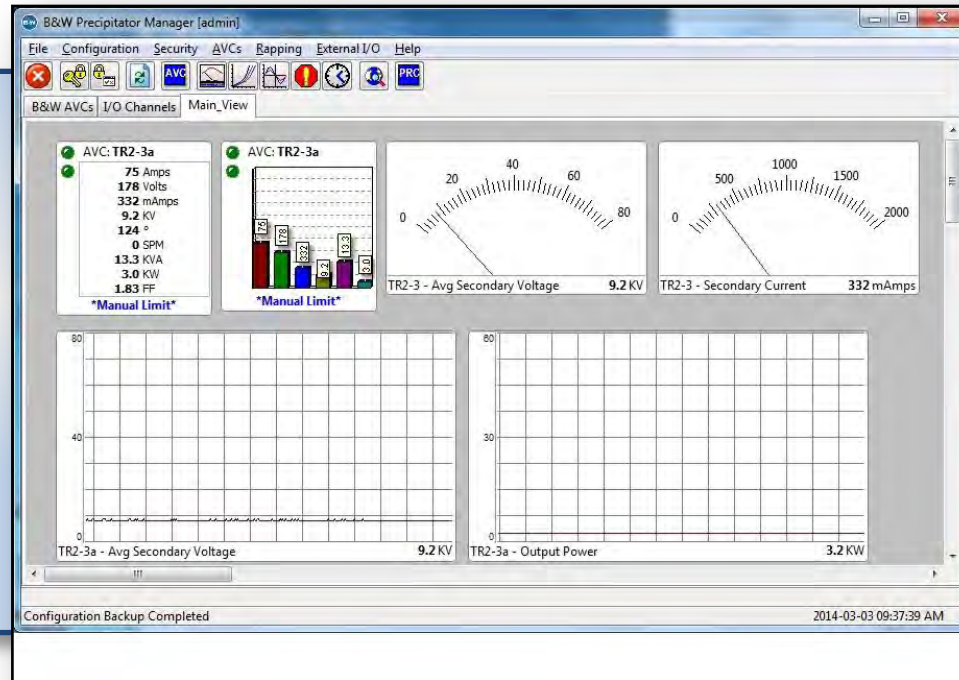 B&W Precipitator Manager [admin]
File Configuration Security AVCs Rapping External I/O Help
AVC PRC
B&W AVCs I/O Channels Main_View
AVC: TR2-3a
75 Amps
178 Volts
332 mAmps
9.2 KV
124 °
0 SPM
13.3 KVA
3.0 KW
1.83 FF
*Manual Limit*
AVC: TR2-3a
75 178 332 9.2 13.3 3.0
*Manual Limit*
0 20 40 60 80
TR2-3 - Avg Secondary Voltage 9.2 KV
0 500 1000 1500 2000
TR2-3 - Secondary Current 332 mAmps
80
40
0
TR2-3a - Avg Secondary Voltage 9.2 KV
60
30
0
TR2-3a - Output Power 3.2 KW
Configuration Backup Completed 2014-03-03 09:37:39 AM